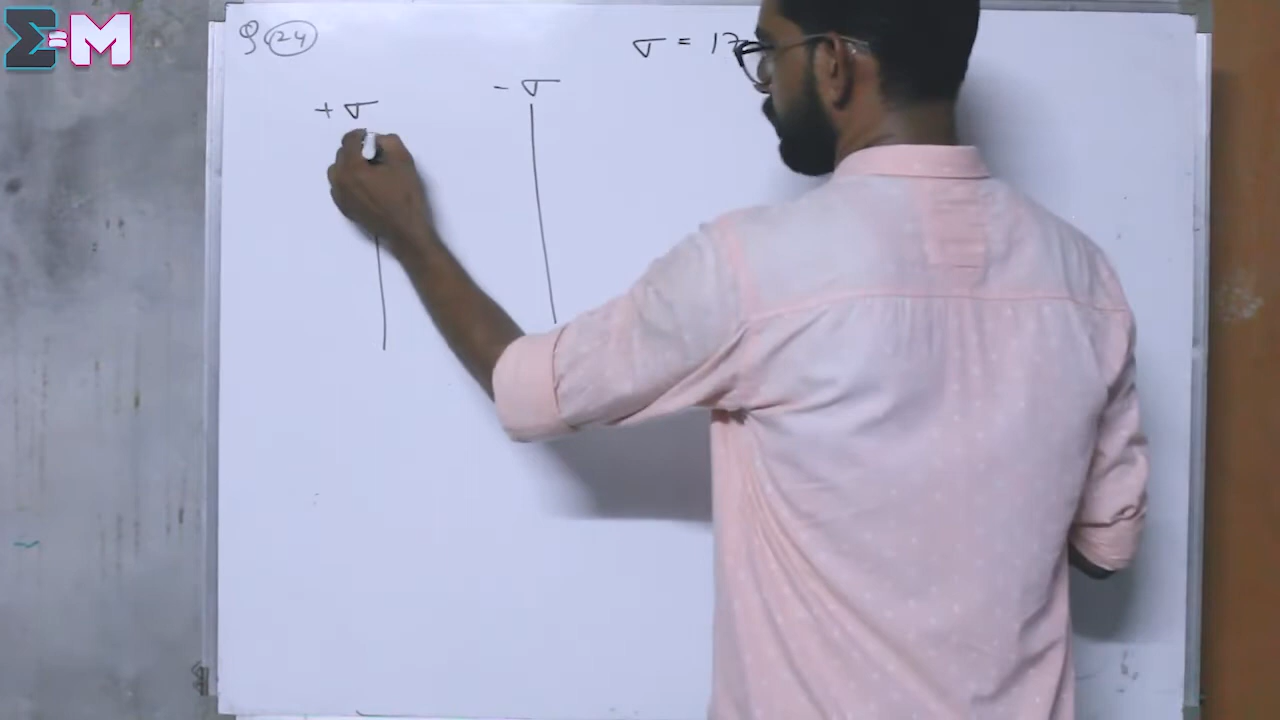 Σ=M
Q 24
σ = 17
- σ
+ σ